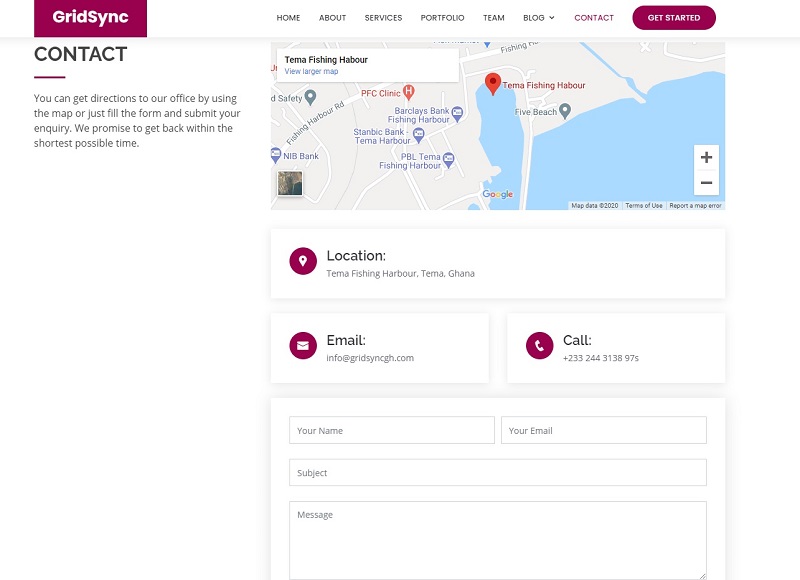 GridSync
HOME ABOUT SERVICES PORTFOLIO TEAM BLOG CONTACT GET STARTED
CONTACT
You can get directions to our office by using
the map or just fill the form and submit your
enquiry. We promise to get back within the
shortest possible time.
Tema Fishing Habour
View larger map
Fishing Ha
d Safety
PFC Clinic
Tema Fishing Habour
Fishing Harbour Rd
Barclays Bank
Fishing Harbour
Five Beach
Stanbic Bank -
Tema Harbour
NIB Bank
PBL Tema
Fishing Harbour
Google
Map data ©2020 Terms of Use Report a map error
Location:
Tema Fishing Harbour, Tema, Ghana
Email:
info@gridsyncgh.com
Call:
+233 244 3138 97s
Your Name
Your Email
Subject
Message